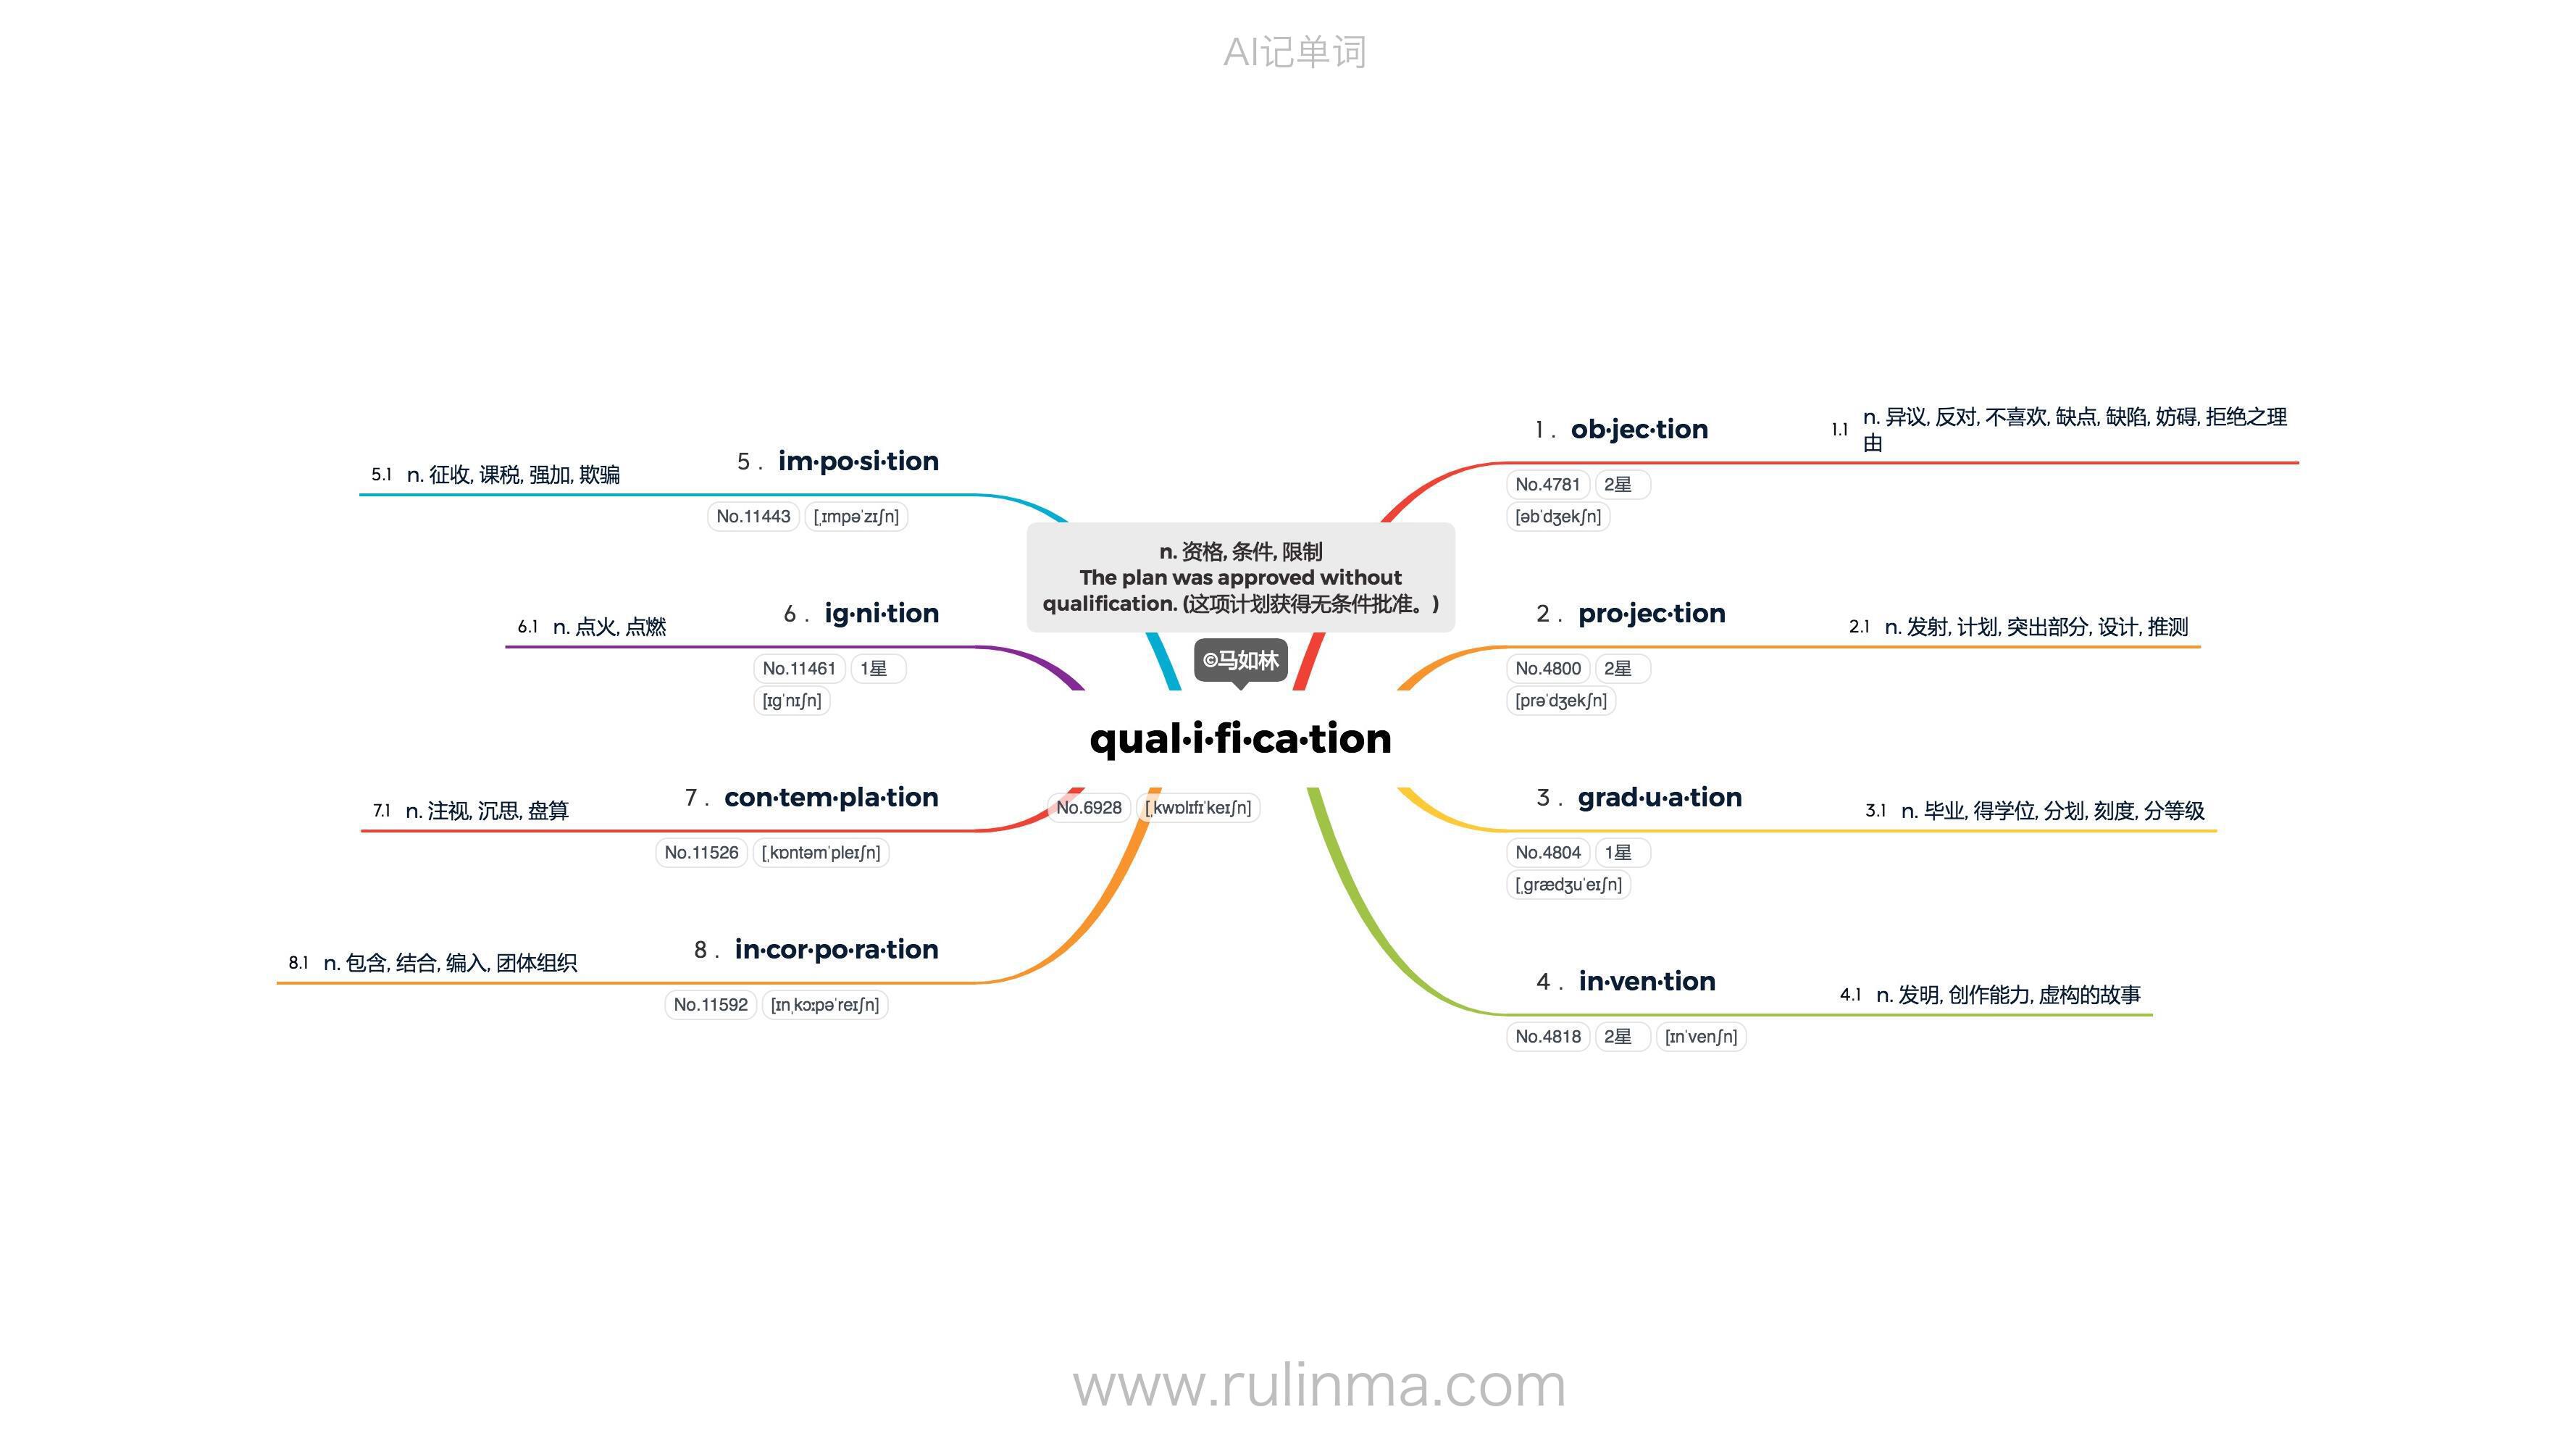 AI记单词
n. 资格, 条件, 限制
The plan was approved without
qualification. (这项计划获得无条件批准。)
©马如林
qual·i·fi·ca·tion
No.6928 [ˌkwɒlɪfɪˈkeɪʃn]
1 . ob·jec·tion
No.4781 2星
[əbˈdʒekʃn]
1.1 n. 异议, 反对, 不喜欢, 缺点, 缺陷, 妨碍, 拒绝之理
由
2 . pro·jec·tion
No.4800 2星
[prəˈdʒekʃn]
2.1 n. 发射, 计划, 突出部分, 设计, 推测
3 . grad·u·a·tion
No.4804 1星
[ˌɡrædʒuˈeɪʃn]
3.1 n. 毕业, 得学位, 分划, 刻度, 分等级
4 . in·ven·tion
No.4818 2星 [ɪnˈvenʃn]
4.1 n. 发明, 创作能力, 虚构的故事
5 . im·po·si·tion
No.11443 [ˌɪmpəˈzɪʃn]
5.1 n. 征收, 课税, 强加, 欺骗
6 . ig·ni·tion
No.11461 1星
[ɪɡˈnɪʃn]
6.1 n. 点火, 点燃
7 . con·tem·pla·tion
No.11526 [ˌkɒntəmˈpleɪʃn]
7.1 n. 注视, 沉思, 盘算
8 . in·cor·po·ra·tion
No.11592 [ɪnˌkɔːpəˈreɪʃn]
8.1 n. 包含, 结合, 编入, 团体组织
www.rulinma.com